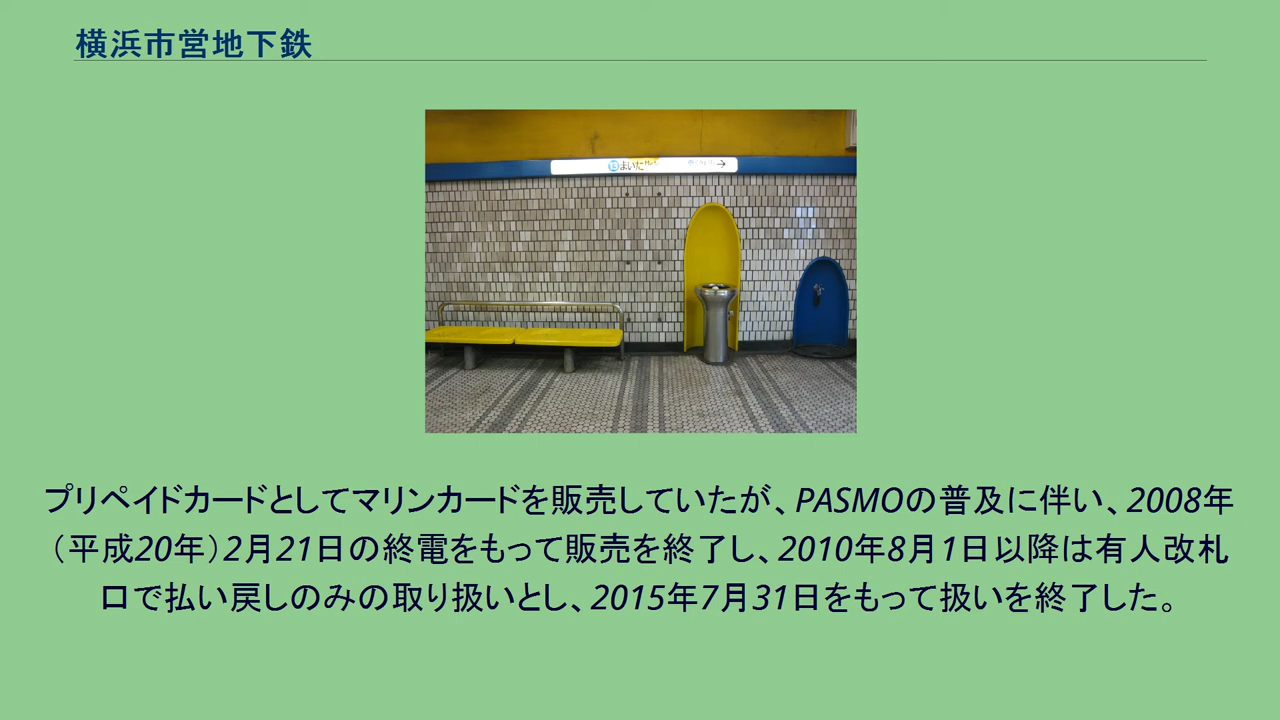 横浜市営地下鉄
まいた
プリペイドカードとしてマリンカードを販売していたが、PASMOの普及に伴い、2008年
（平成20年）2月21日の終電をもって販売を終了し、2010年8月1日以降は有人改札
口で払い戻しのみの取り扱いとし、2015年7月31日をもって扱いを終了した。